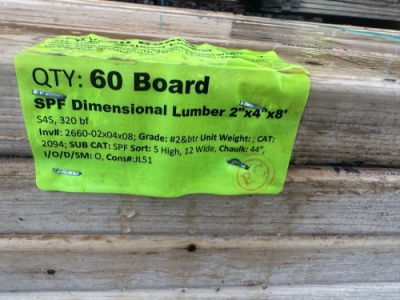 QTY: 60 Board
SPF Dimensional Lumber 2"x4"x8'
S4S, 320 bf
Inv#: 2660-02x04x08; Grade: #2&btr Unit Weight: ; CAT:
2094; SUB CAT: SPF Sort: 5 High, 12 Wide, Chaulk: 44",
I/O/D/SM: O, Cons#:JL51